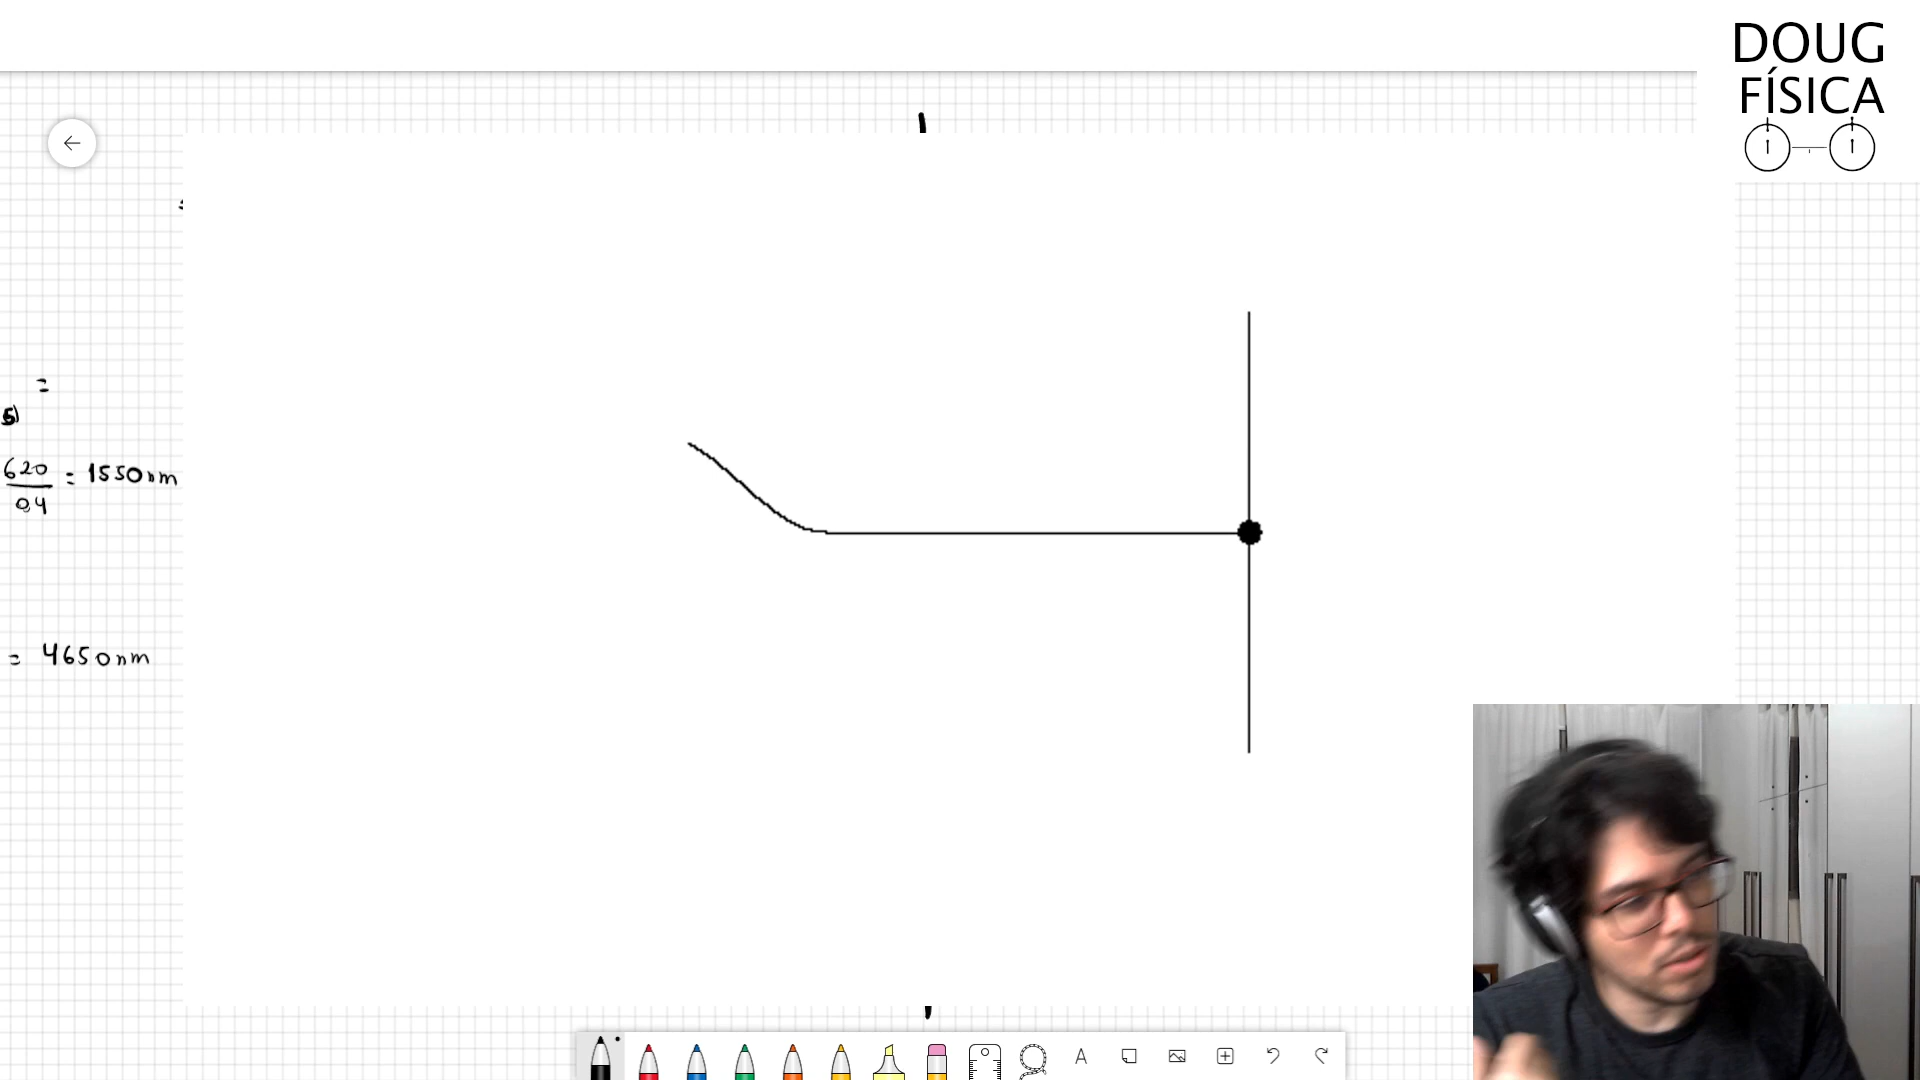 DOUG
FÍSICA
=
5)
620
= 1550nm
0,4
= 4650nm
A